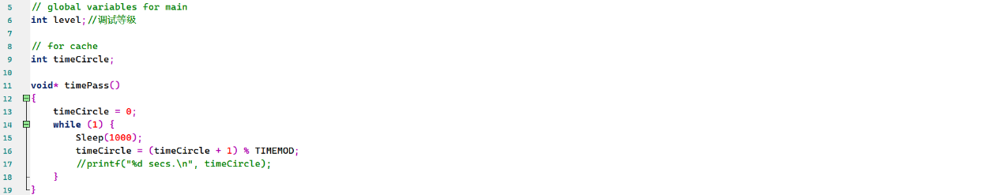 5 // global variables for main
6 int level;//调试等级
7
8 // for cache
9 int timeCircle;
10
11 void* timePass()
12 {
13 timeCircle = 0;
14 while (1) {
15 Sleep(1000);
16 timeCircle = (timeCircle + 1) % TIMEMOD;
17 //printf("%d secs.\n", timeCircle);
18 }
19 }